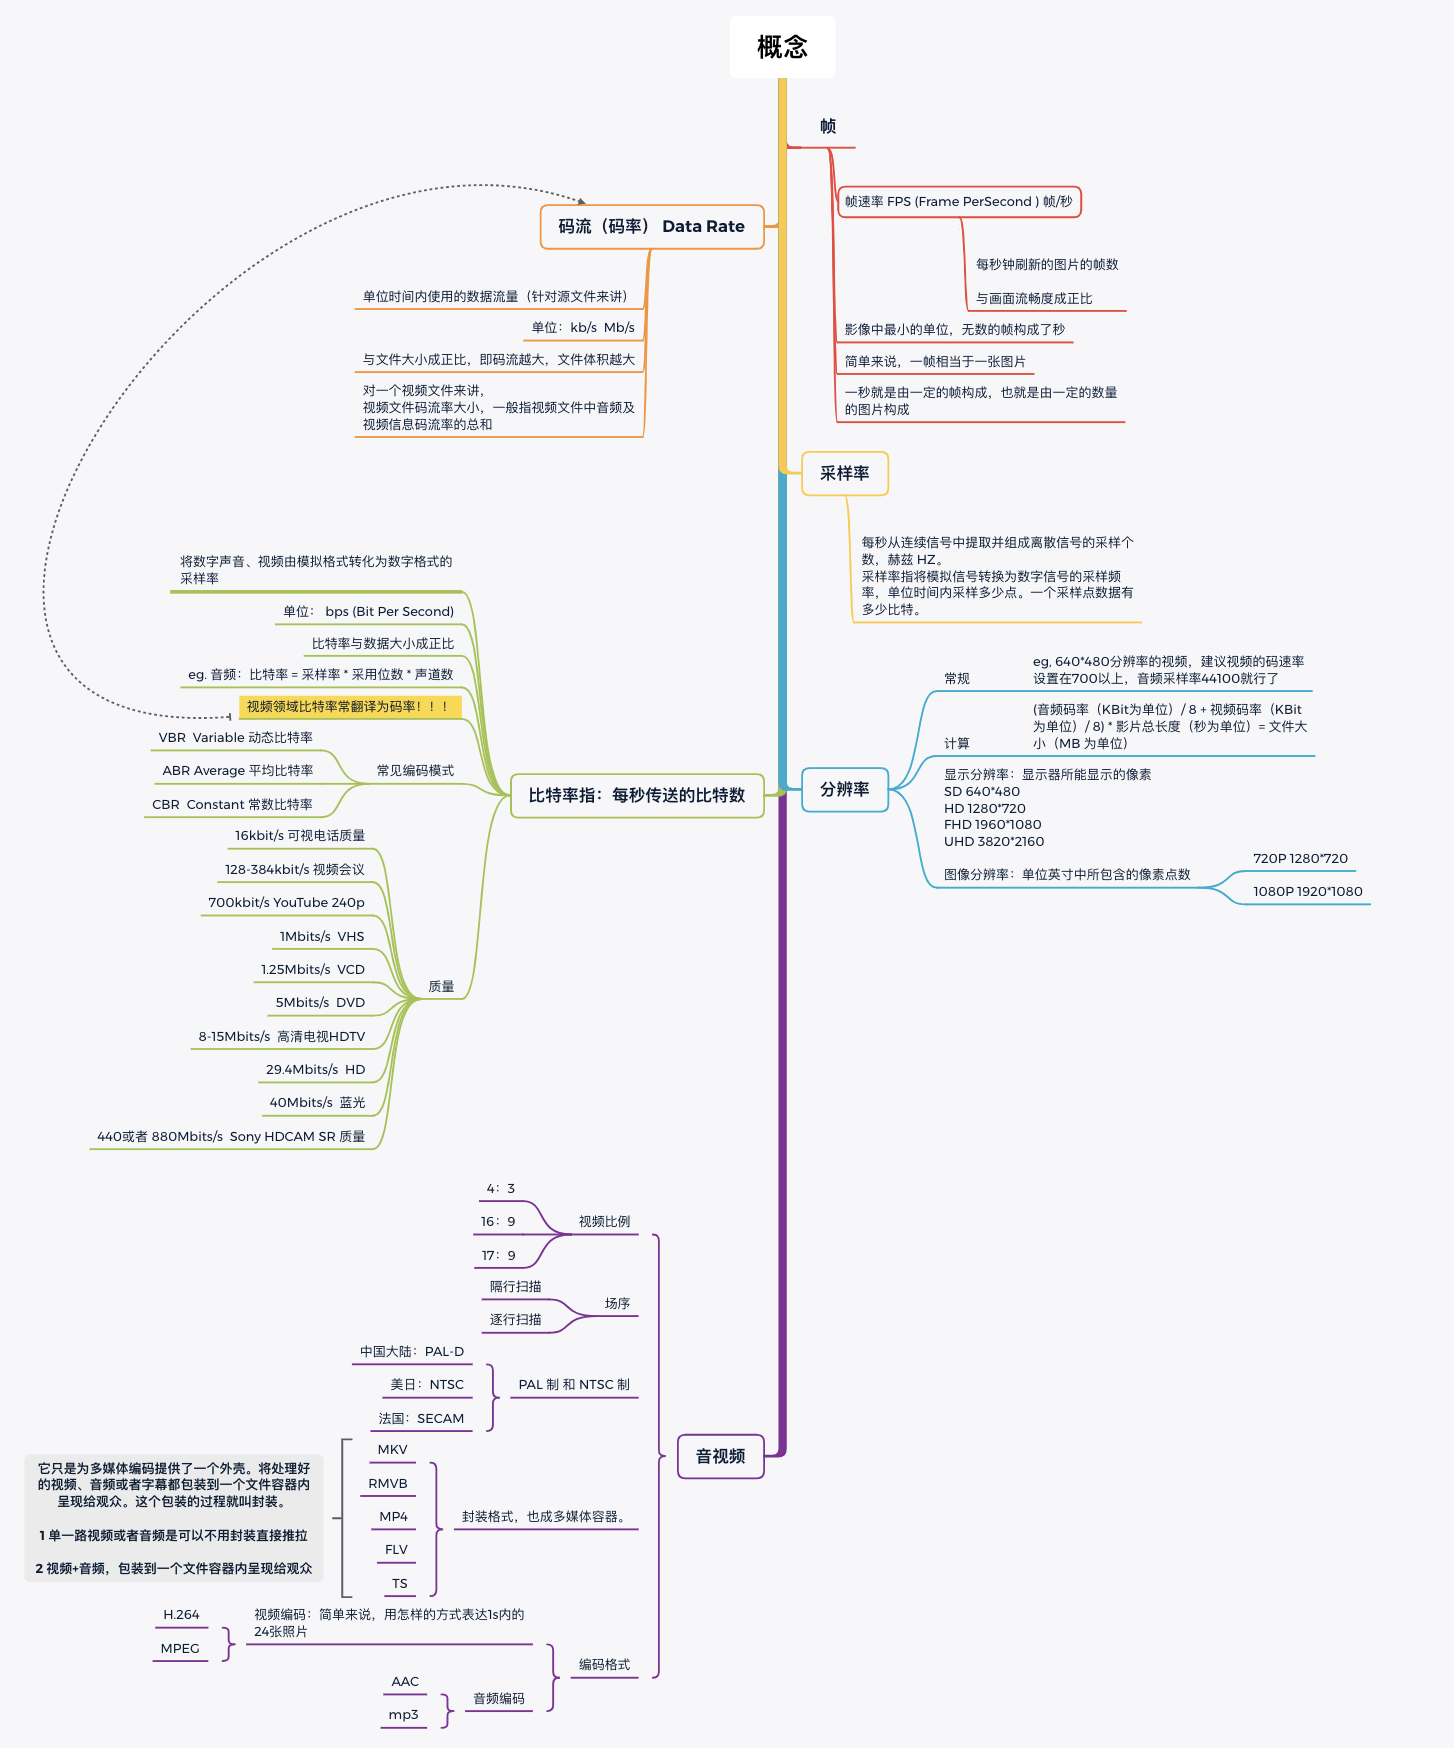 概念
帧
帧速率 FPS (Frame PerSecond ) 帧/秒
每秒钟刷新的图片的帧数
与画面流畅度成正比
影像中最小的单位，无数的帧构成了秒
简单来说，一帧相当于一张图片
一秒就是由一定的帧构成，也就是由一定的数量
的图片构成
码流（码率） Data Rate
单位时间内使用的数据流量（针对源文件来讲）
单位：kb/s  Mb/s
与文件大小成正比，即码流越大，文件体积越大
对一个视频文件来讲，
视频文件码流率大小，一般指视频文件中音频及
视频信息码流率的总和
采样率
每秒从连续信号中提取并组成离散信号的采样个
数，赫兹 HZ。
采样率指将模拟信号转换为数字信号的采样频
率，单位时间内采样多少点。一个采样点数据有
多少比特。
分辨率
常规
eg, 640*480分辨率的视频，建议视频的码速率
设置在700以上，音频采样率44100就行了
计算
(音频码率（KBit为单位）/ 8 + 视频码率（KBit
为单位）/ 8) * 影片总长度（秒为单位）= 文件大
小（MB 为单位）
显示分辨率：显示器所能显示的像素
SD 640*480
HD 1280*720
FHD 1960*1080
UHD 3820*2160
图像分辨率：单位英寸中所包含的像素点数
720P 1280*720
1080P 1920*1080
比特率指：每秒传送的比特数
将数字声音、视频由模拟格式转化为数字格式的
采样率
单位： bps (Bit Per Second)
比特率与数据大小成正比
eg. 音频：比特率 = 采样率 * 采用位数 * 声道数
视频领域比特率常翻译为码率！！！
常见编码模式
VBR  Variable 动态比特率
ABR Average 平均比特率
CBR  Constant 常数比特率
质量
16kbit/s 可视电话质量
128-384kbit/s 视频会议
700kbit/s YouTube 240p
1Mbits/s  VHS
1.25Mbits/s  VCD
5Mbits/s  DVD
8-15Mbits/s  高清电视HDTV
29.4Mbits/s  HD
40Mbits/s  蓝光
440或者 880Mbits/s  Sony HDCAM SR 质量
音视频
视频比例
4：3
16：9
17：9
场序
隔行扫描
逐行扫描
PAL 制 和 NTSC 制
中国大陆：PAL-D
美日：NTSC
法国：SECAM
封装格式，也成多媒体容器。
MKV
RMVB
MP4
FLV
TS
它只是为多媒体编码提供了一个外壳。将处理好
的视频、音频或者字幕都包装到一个文件容器内
呈现给观众。这个包装的过程就叫封装。
1 单一路视频或者音频是可以不用封装直接推拉
2 视频+音频，包装到一个文件容器内呈现给观众
编码格式
视频编码：简单来说，用怎样的方式表达1s内的
24张照片
H.264
MPEG
音频编码
AAC
mp3